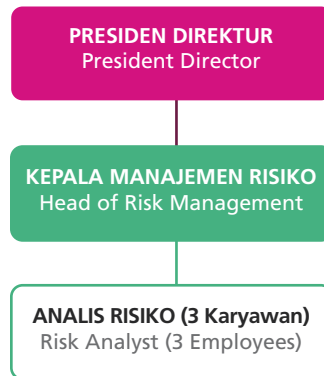 PRESIDEN DIREKTUR
President Director
KEPALA MANAJEMEN RISIKO
Head of Risk Management
ANALIS RISIKO (3 Karyawan)
Risk Analyst (3 Employees)